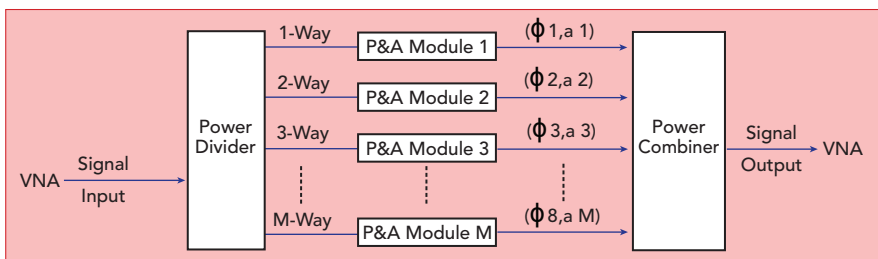 1-Way
P&A Module 1
(ϕ1,a 1)
2-Way
P&A Module 2
(ϕ2,a 2)
Power
Divider
3-Way
P&A Module 3
(ϕ3,a 3)
Power
Combiner
VNA
Signal
Input
Signal
Output
VNA
M-Way
P&A Module M
(ϕ8,a M)